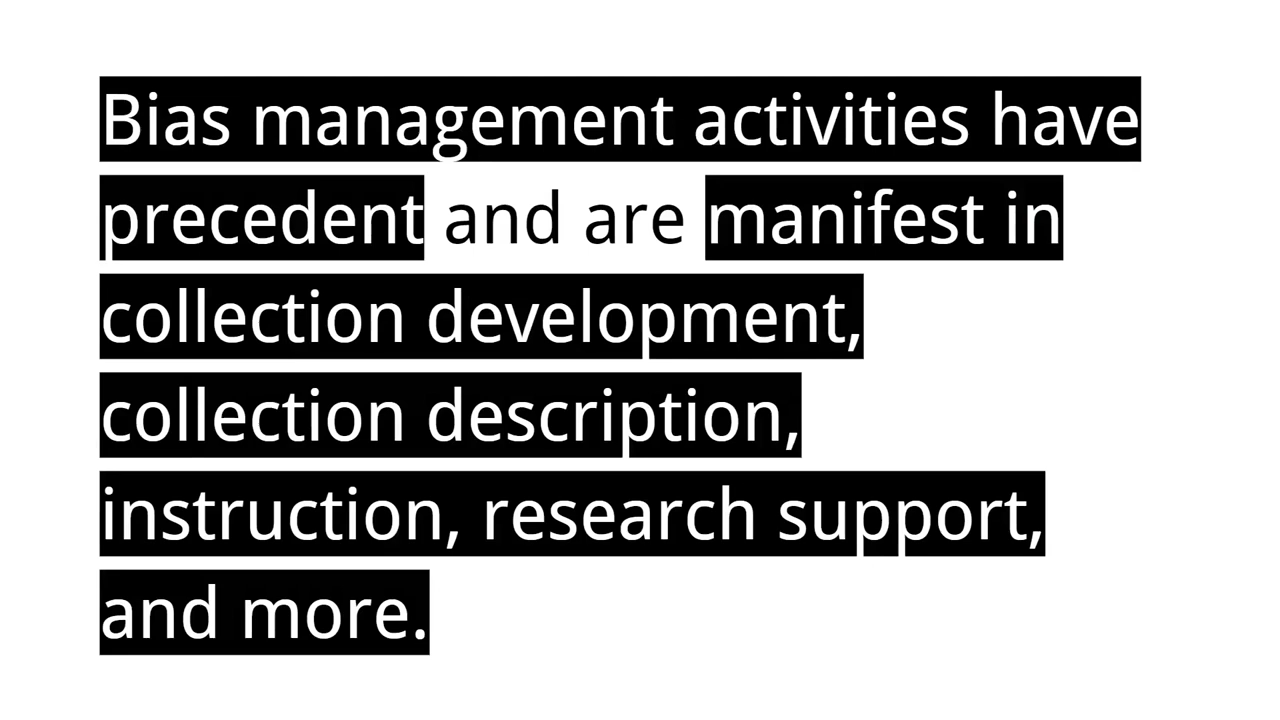 Bias management activities have
precedent and are manifest in
collection development,
collection description,
instruction, research support,
and more.